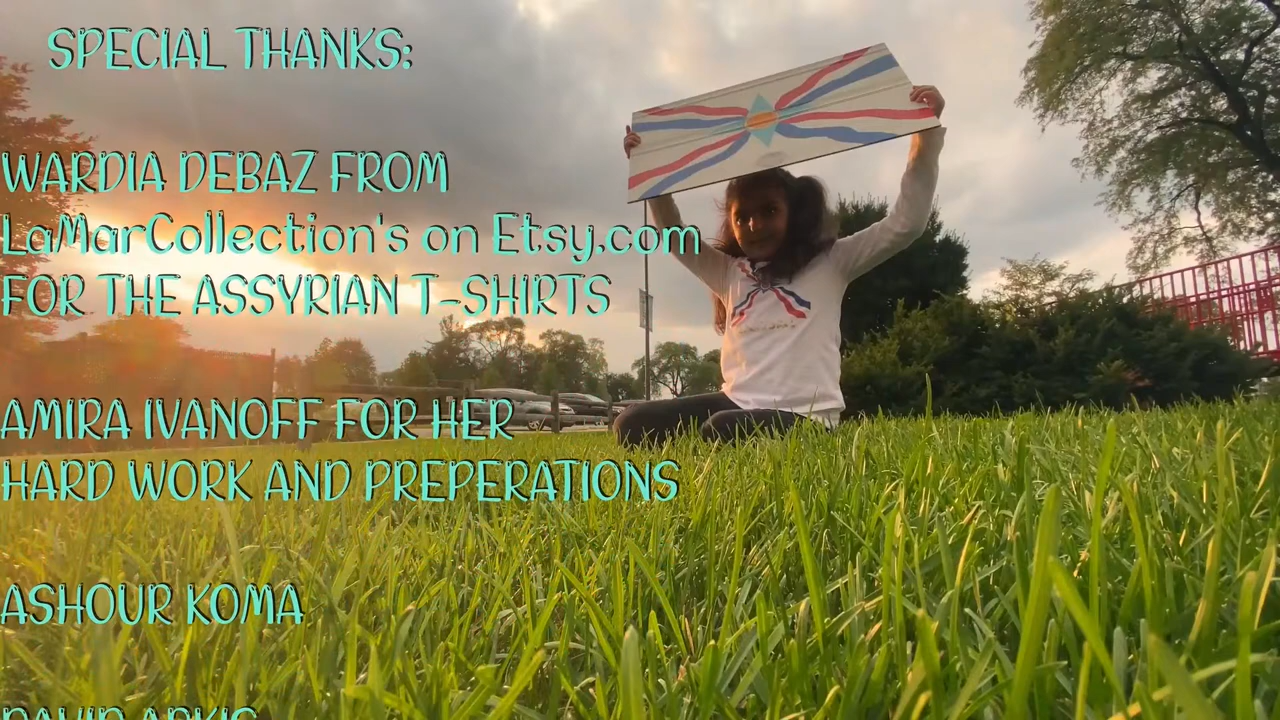 SPECIAL THANKS:
WARDIA DEBAZ FROM
LaMarCollection's on Etsy.com
FOR THE ASSYRIAN T-SHIRTS
AMIRA IVANOFF FOR HER
HARD WORK AND PREPERATIONS
ASHOUR KOMA